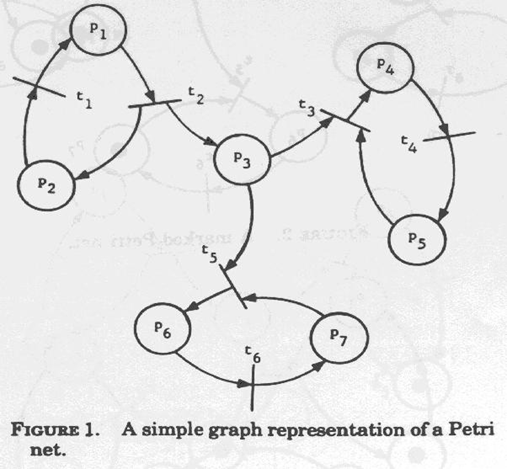 P1
t1
t2
P2
P3
t3
P4
t4
P5
t5
P6
P7
t6
FIGURE 1. A simple graph representation of a Petri
net.